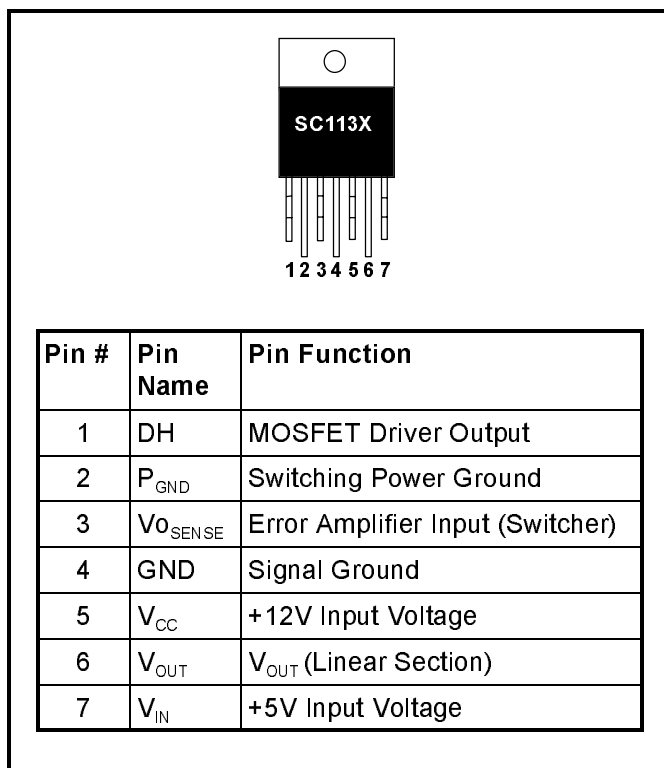 SC113X
1 2 3 4 5 6 7
Pin # Pin Name Pin Function
1 DH MOSFET Driver Output
2 PGND Switching Power Ground
3 VoSENSE Error Amplifier Input (Switcher)
4 GND Signal Ground
5 VCC +12V Input Voltage
6 VOUT VOUT (Linear Section)
7 VIN +5V Input Voltage